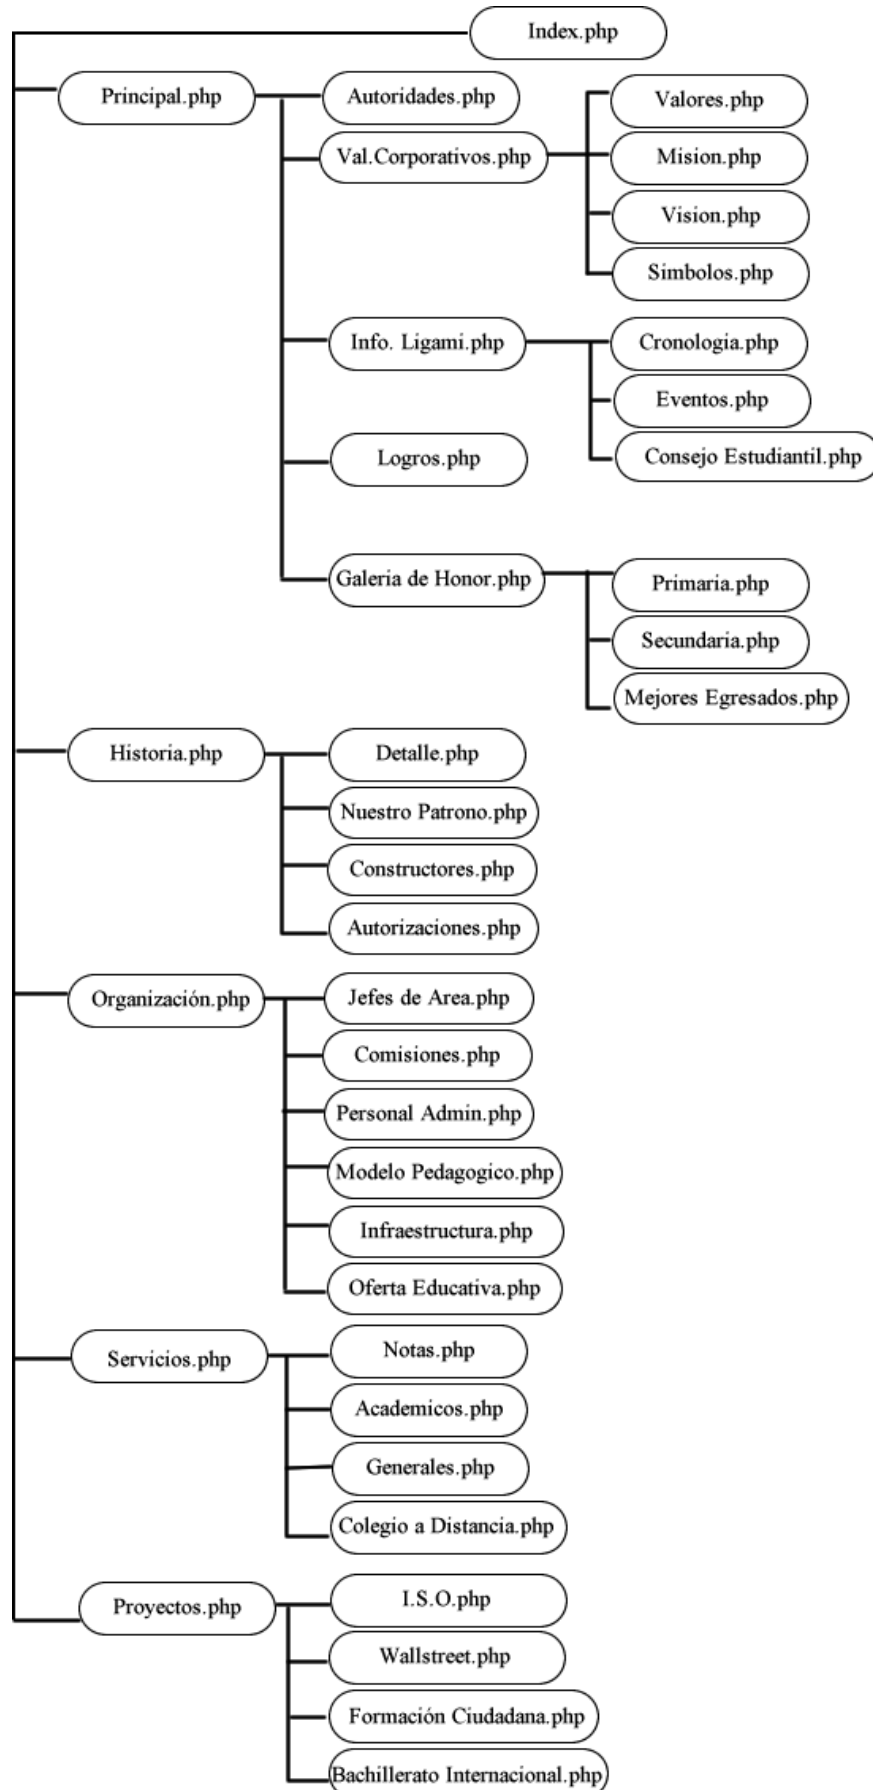 Index.php
Principal.php
Autoridades.php
Val.Corporativos.php
Valores.php
Mision.php
Vision.php
Simbolos.php
Info. Ligami.php
Cronologia.php
Eventos.php
Consejo Estudiantil.php
Logros.php
Galeria de Honor.php
Primaria.php
Secundaria.php
Mejores Egresados.php
Historia.php
Detalle.php
Nuestro Patrono.php
Constructores.php
Autorizaciones.php
Organización.php
Jefes de Area.php
Comisiones.php
Personal Admin.php
Modelo Pedagogico.php
Infraestructura.php
Oferta Educativa.php
Servicios.php
Notas.php
Academicos.php
Generales.php
Colegio a Distancia.php
Proyectos.php
I.S.O.php
Wallstreet.php
Formación Ciudadana.php
Bachillerato Internacional.php